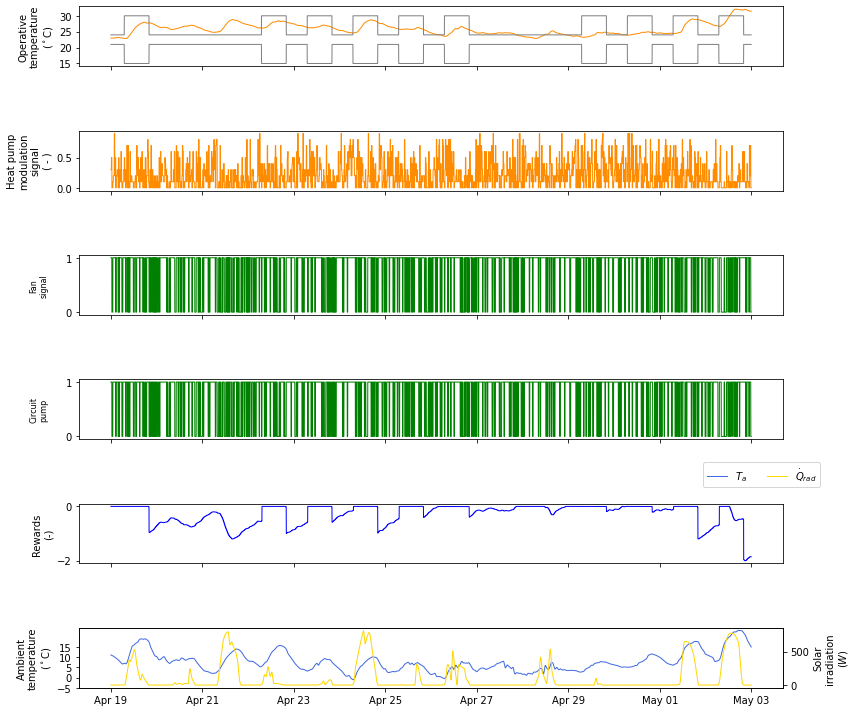 Operative
temperature
(°C)
30
25
20
15
Heat pump
modulation
signal
( - )
0.5
0.0
Fan
signal
1
0
Circuit
pump
1
0
T_a
Q̇_rad
Rewards
(-)
0
−2
Ambient
temperature
(°C)
15
10
5
0
−5
500
0
Solar
irradiation
(W)
Apr 19 Apr 21 Apr 23 Apr 25 Apr 27 Apr 29 May 01 May 03